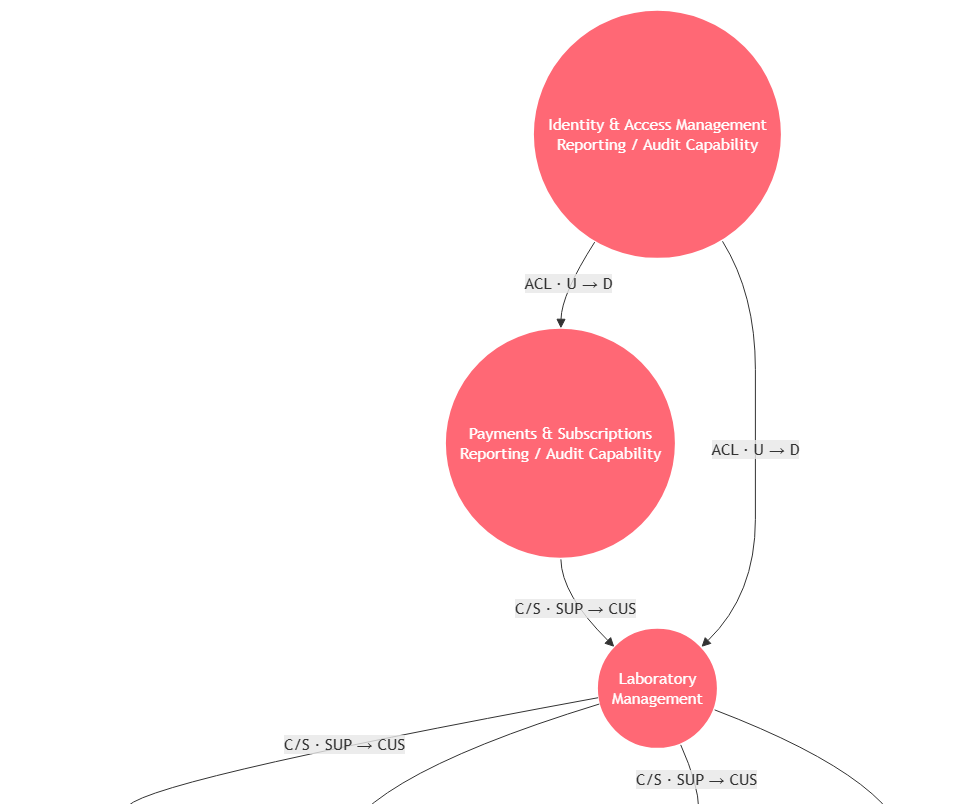 Identity & Access Management
Reporting / Audit Capability
ACL · U → D
Payments & Subscriptions
Reporting / Audit Capability
ACL · U → D
C/S · SUP → CUS
Laboratory
Management
C/S · SUP → CUS
C/S · SUP → CUS